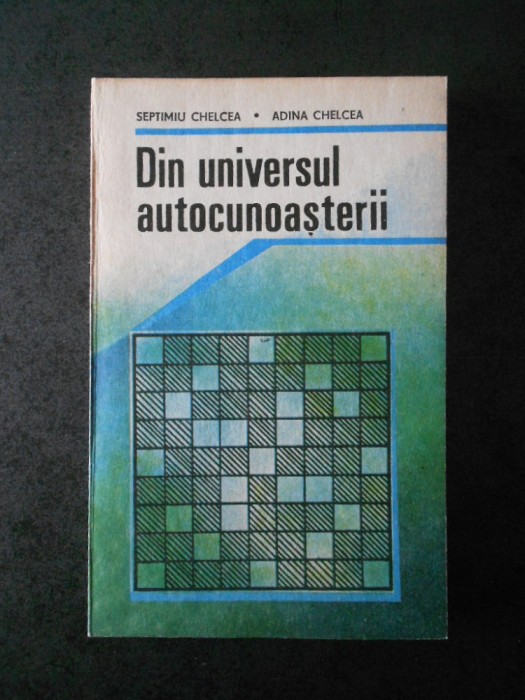 SEPTIMIU CHELCEA • ADINA CHELCEA
Din universul
autocunoașterii